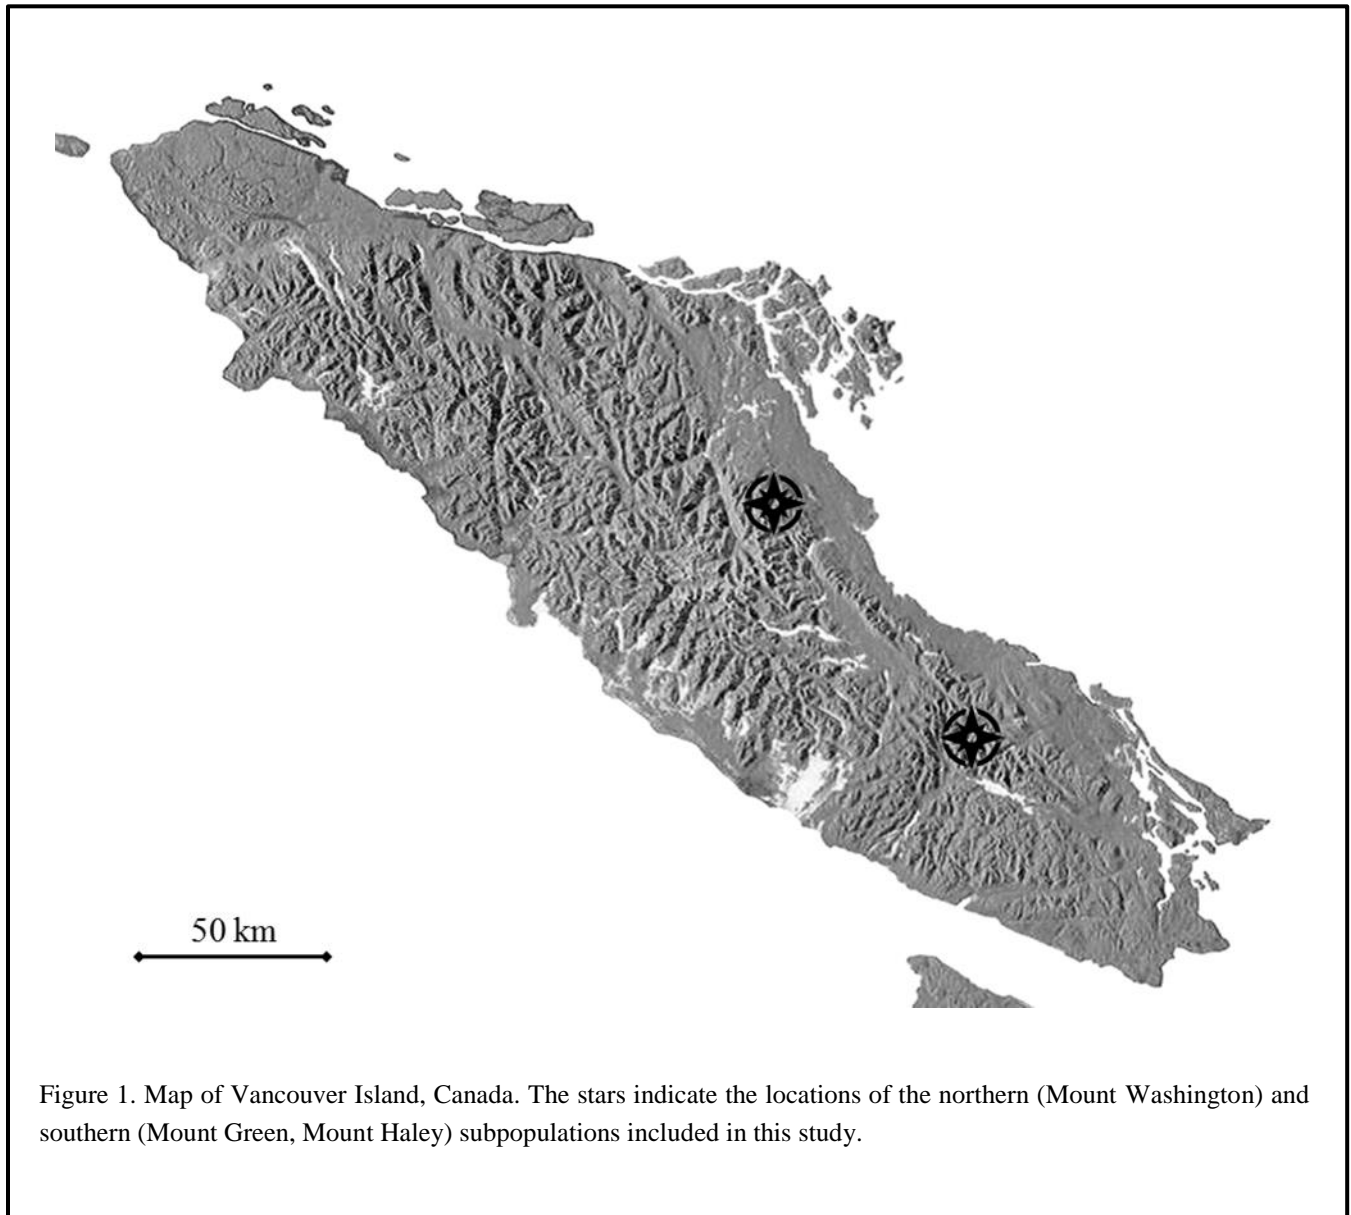 50 km
Figure 1. Map of Vancouver Island, Canada. The stars indicate the locations of the northern (Mount Washington) and
southern (Mount Green, Mount Haley) subpopulations included in this study.